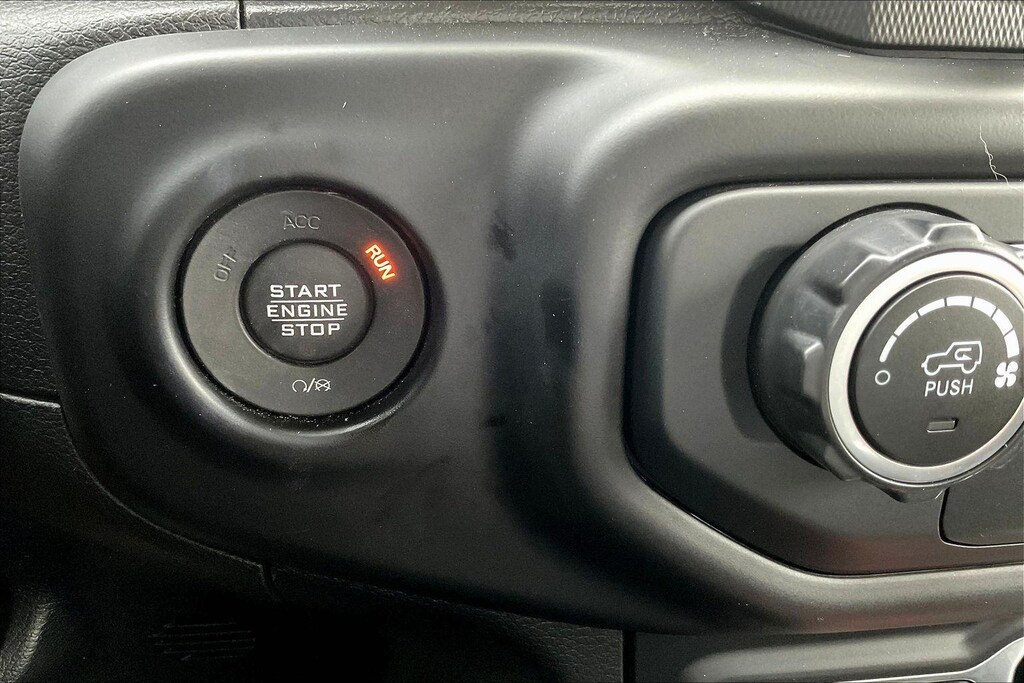 ACC
OFF
RUN
START
ENGINE
STOP
PUSH